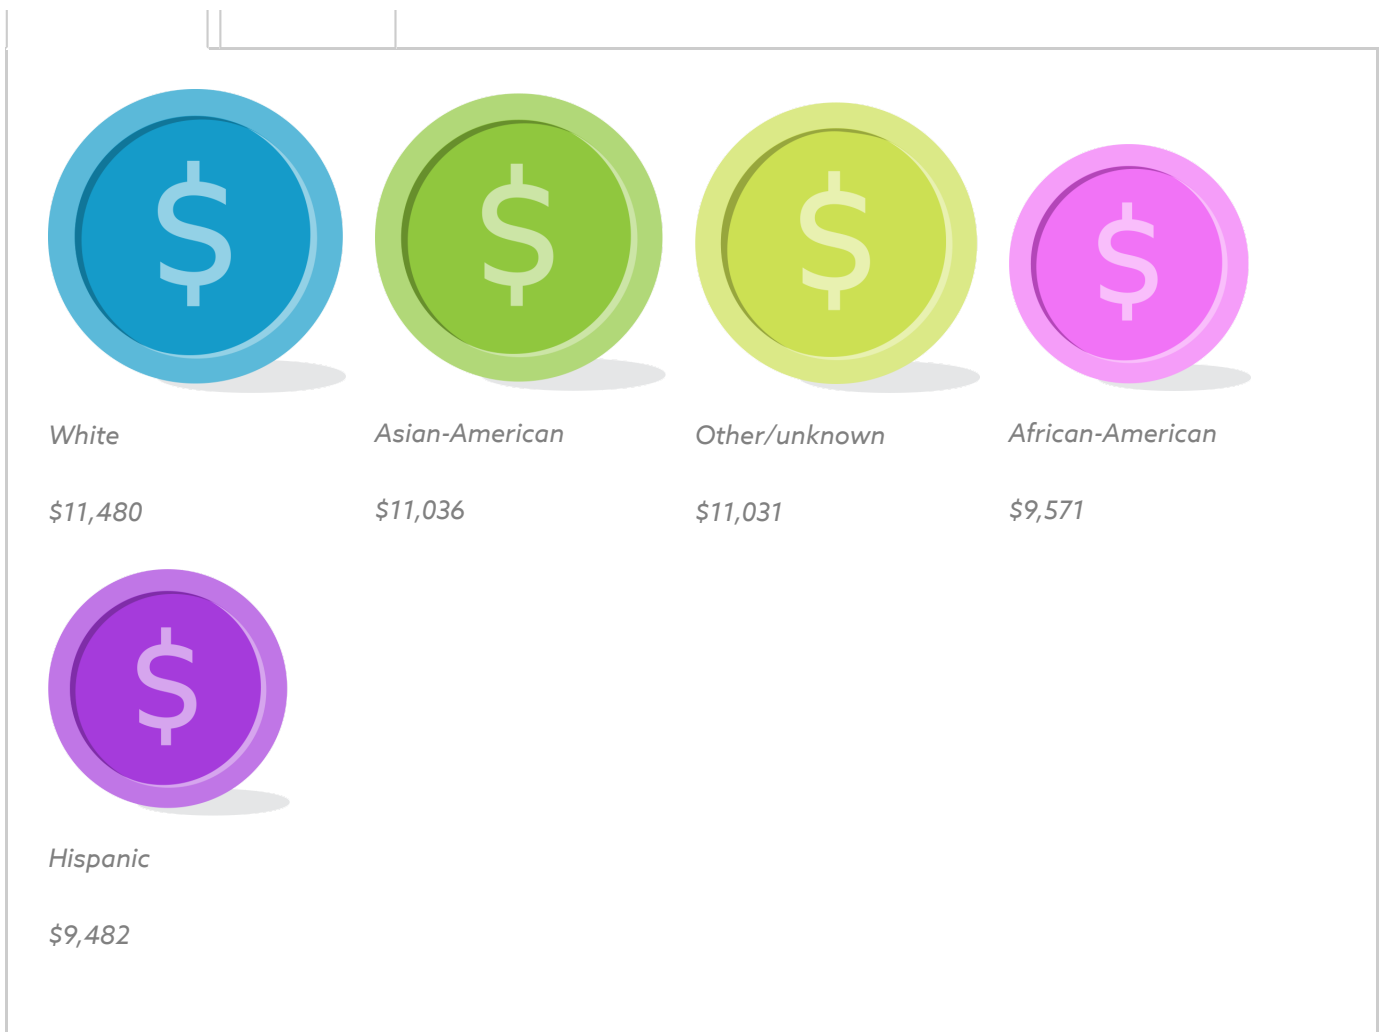 $
$
$
$
White
Asian-American
Other/unknown
African-American
$11,480
$11,036
$11,031
$9,571
$
Hispanic
$9,482